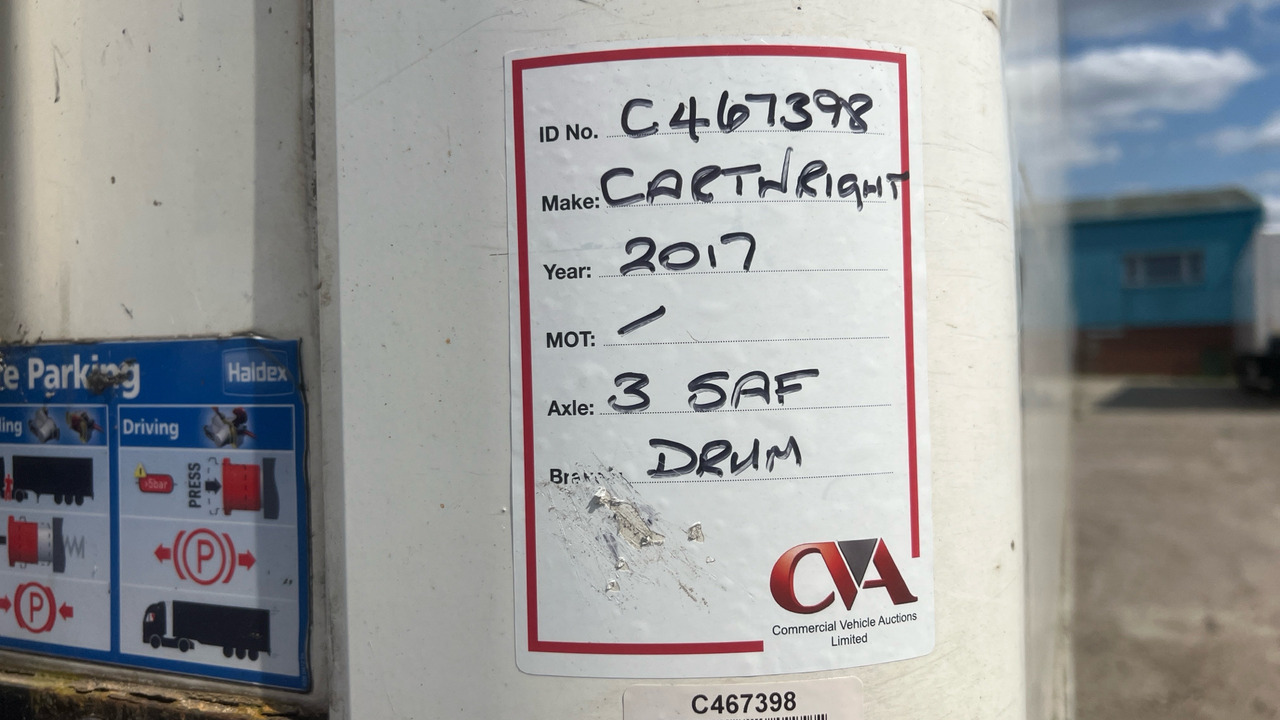 ID No. C467398
Make: CARTWRIGHT
Year: 2017
MOT: /
Axle: 3 SAF
DRUM
CVA
Commercial Vehicle Auctions
Limited
C467398
Parking
Haldex
Driving
>5bar
PRESS
P
P